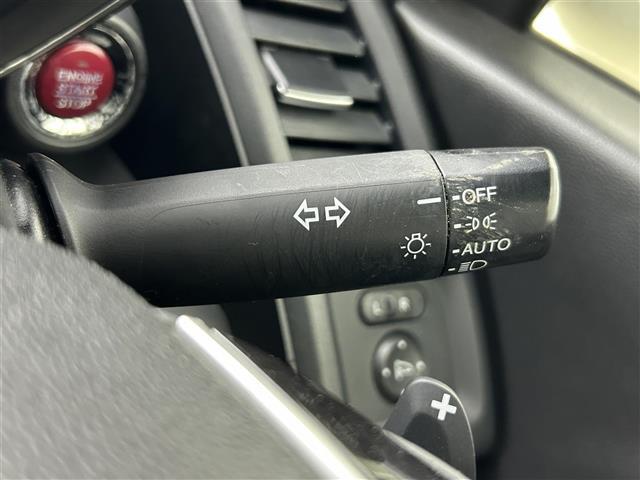 ENGINE
START
STOP
OFF
AUTO
L R
+